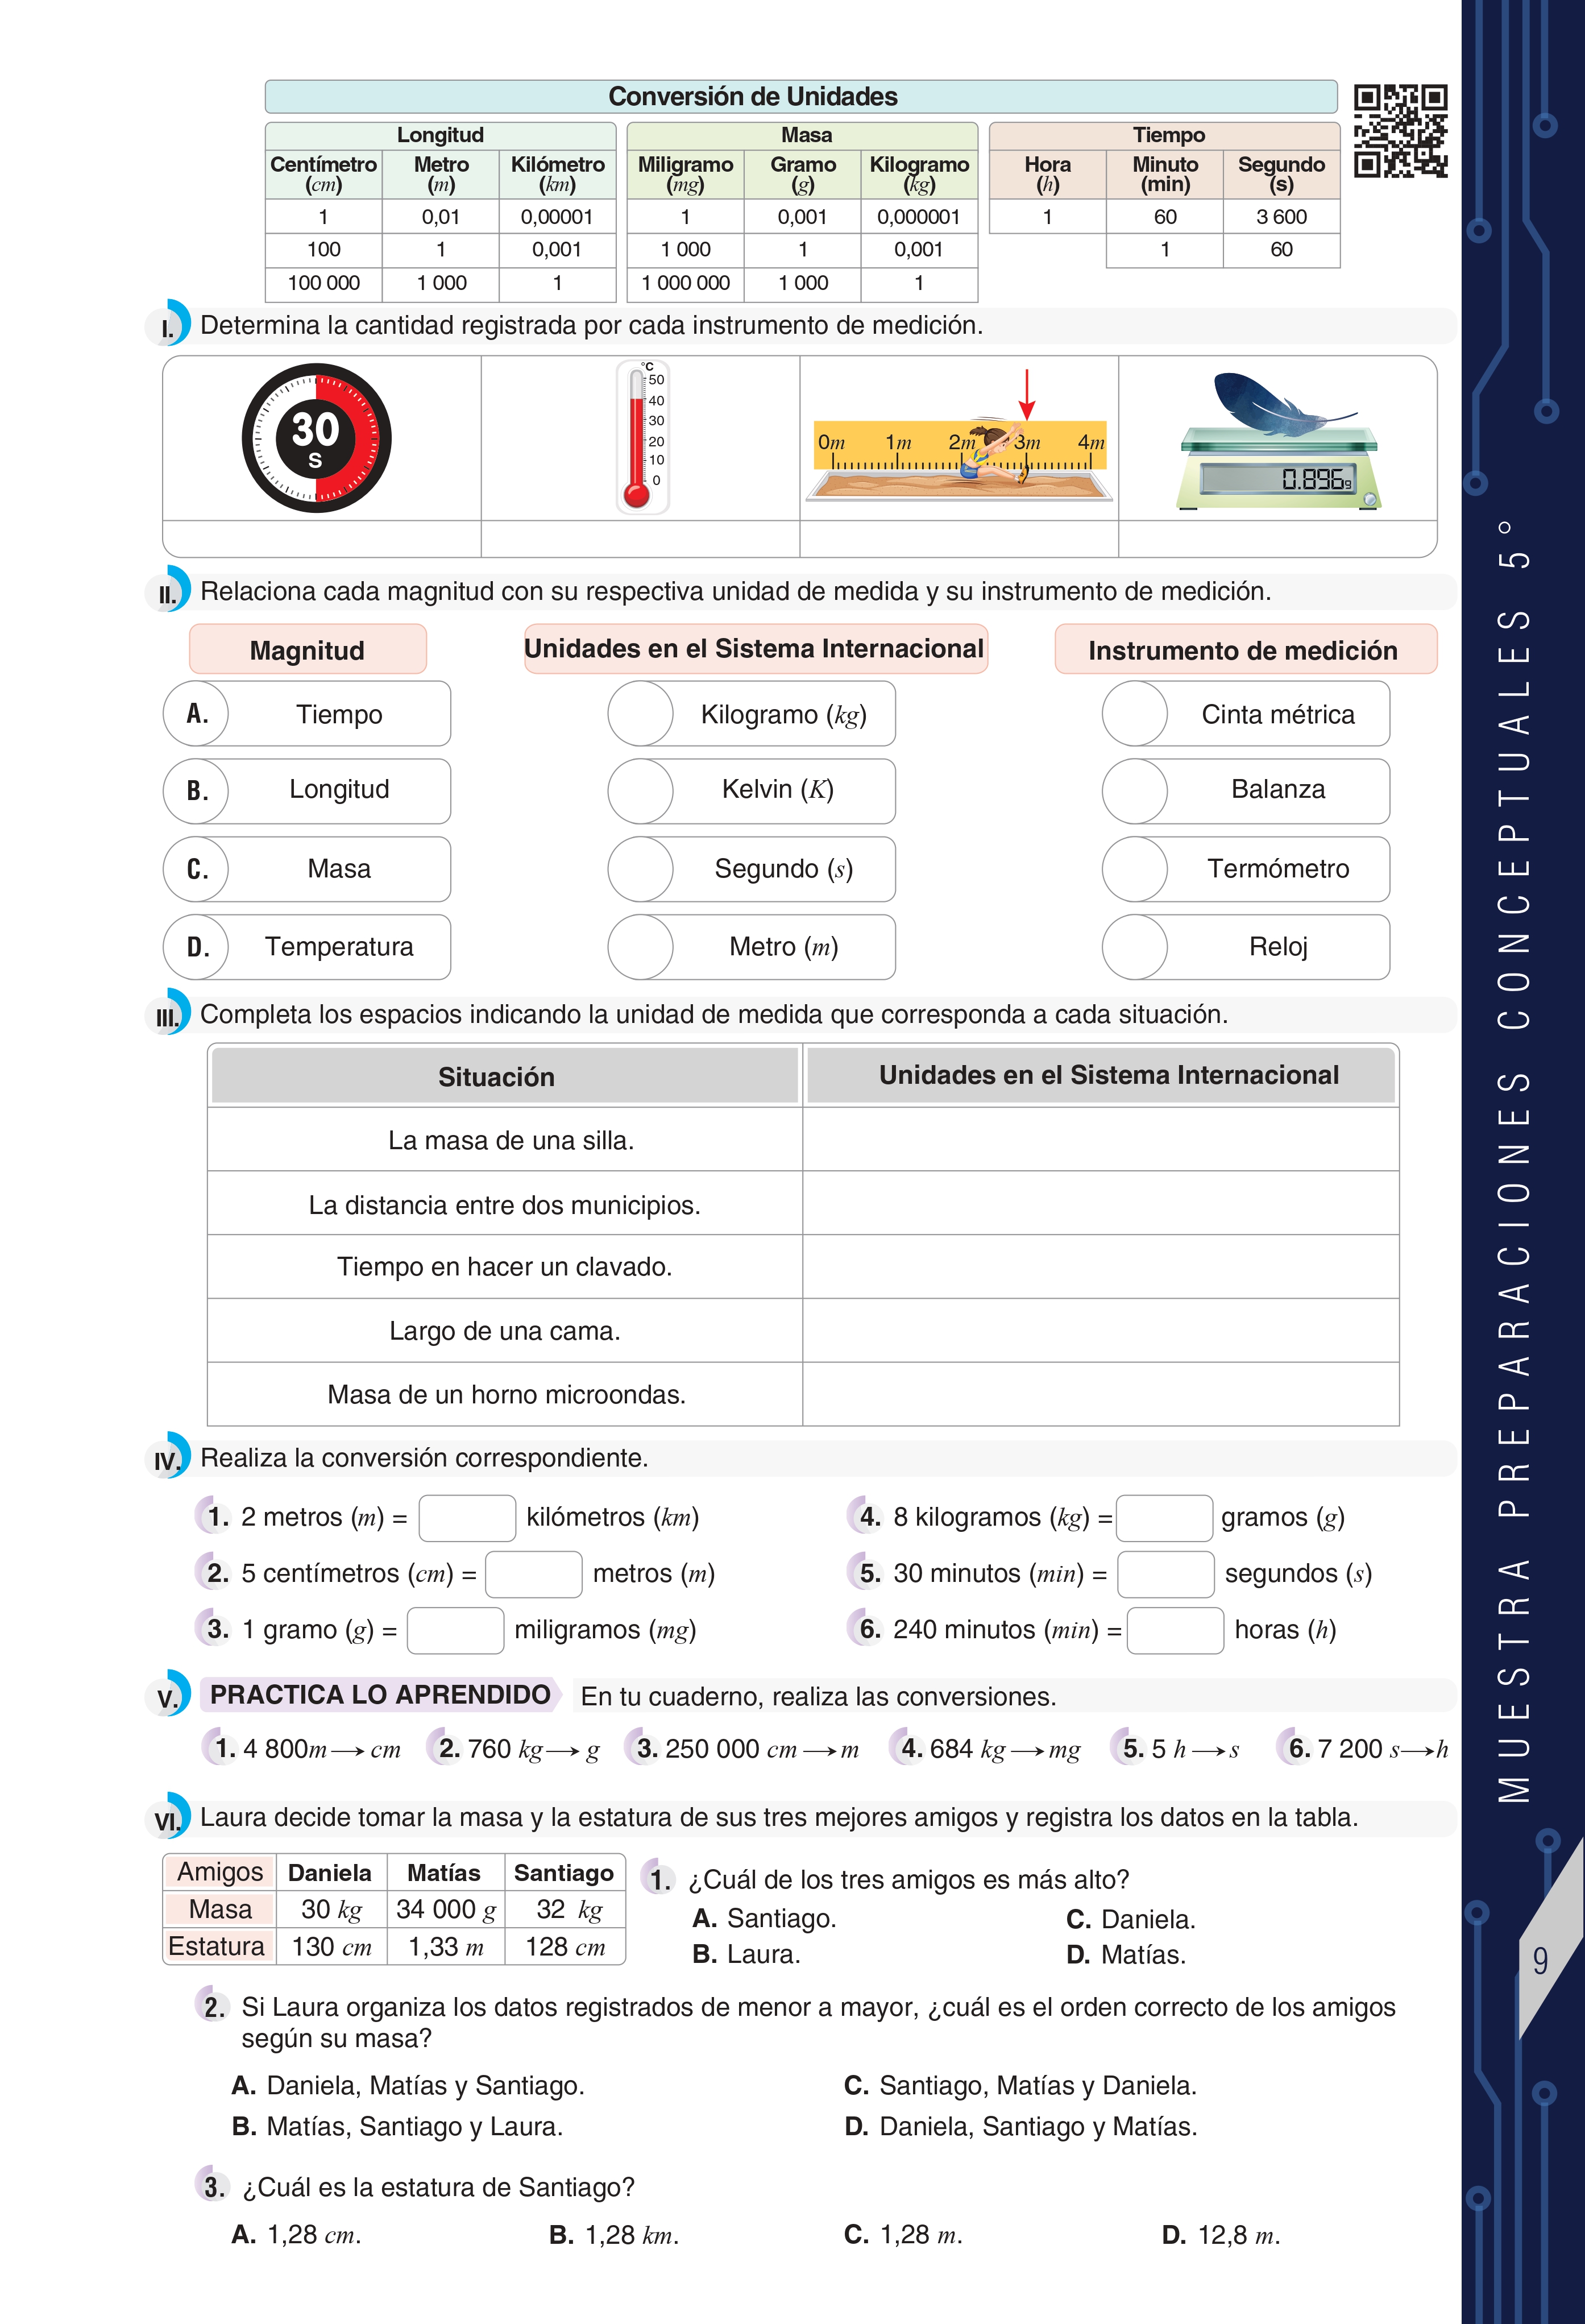 Conversión de Unidades
Longitud
Centímetro (cm) Metro (m) Kilómetro (km)
1 0,01 0,00001
100 1 0,001
100 000 1 000 1
Masa
Miligramo (mg) Gramo (g) Kilogramo (kg)
1 0,001 0,000001
1 000 1 0,001
1 000 000 1 000 1
Tiempo
Hora (h) Minuto (min) Segundo (s)
1 60 3 600
1 60
I. Determina la cantidad registrada por cada instrumento de medición.
30
S
°C
50
40
30
20
10
0
0m 1m 2m 3m 4m
0.896g
II. Relaciona cada magnitud con su respectiva unidad de medida y su instrumento de medición.
Magnitud Unidades en el Sistema Internacional Instrumento de medición
A. Tiempo Kilogramo (kg) Cinta métrica
B. Longitud Kelvin (K) Balanza
C. Masa Segundo (s) Termómetro
D. Temperatura Metro (m) Reloj
III. Completa los espacios indicando la unidad de medida que corresponda a cada situación.
Situación Unidades en el Sistema Internacional
La masa de una silla.
La distancia entre dos municipios.
Tiempo en hacer un clavado.
Largo de una cama.
Masa de un horno microondas.
IV. Realiza la conversión correspondiente.
1. 2 metros (m) = kilómetros (km)
2. 5 centímetros (cm) = metros (m)
3. 1 gramo (g) = miligramos (mg)
4. 8 kilogramos (kg) = gramos (g)
5. 30 minutos (min) = segundos (s)
6. 240 minutos (min) = horas (h)
V. PRACTICA LO APRENDIDO En tu cuaderno, realiza las conversiones.
1. 4 800m → cm 2. 760 kg → g 3. 250 000 cm → m 4. 684 kg → mg 5. 5 h → s 6. 7 200 s → h
VI. Laura decide tomar la masa y la estatura de sus tres mejores amigos y registra los datos en la tabla.
Amigos Daniela Matías Santiago
Masa 30 kg 34 000 g 32 kg
Estatura 130 cm 1,33 m 128 cm
1. ¿Cuál de los tres amigos es más alto?
A. Santiago. C. Daniela.
B. Laura. D. Matías.
2. Si Laura organiza los datos registrados de menor a mayor, ¿cuál es el orden correcto de los amigos
según su masa?
A. Daniela, Matías y Santiago. C. Santiago, Matías y Daniela.
B. Matías, Santiago y Laura. D. Daniela, Santiago y Matías.
3. ¿Cuál es la estatura de Santiago?
A. 1,28 cm. B. 1,28 km. C. 1,28 m. D. 12,8 m.
MUESTRA PREPARACIONES CONCEPTUALES 5°
9